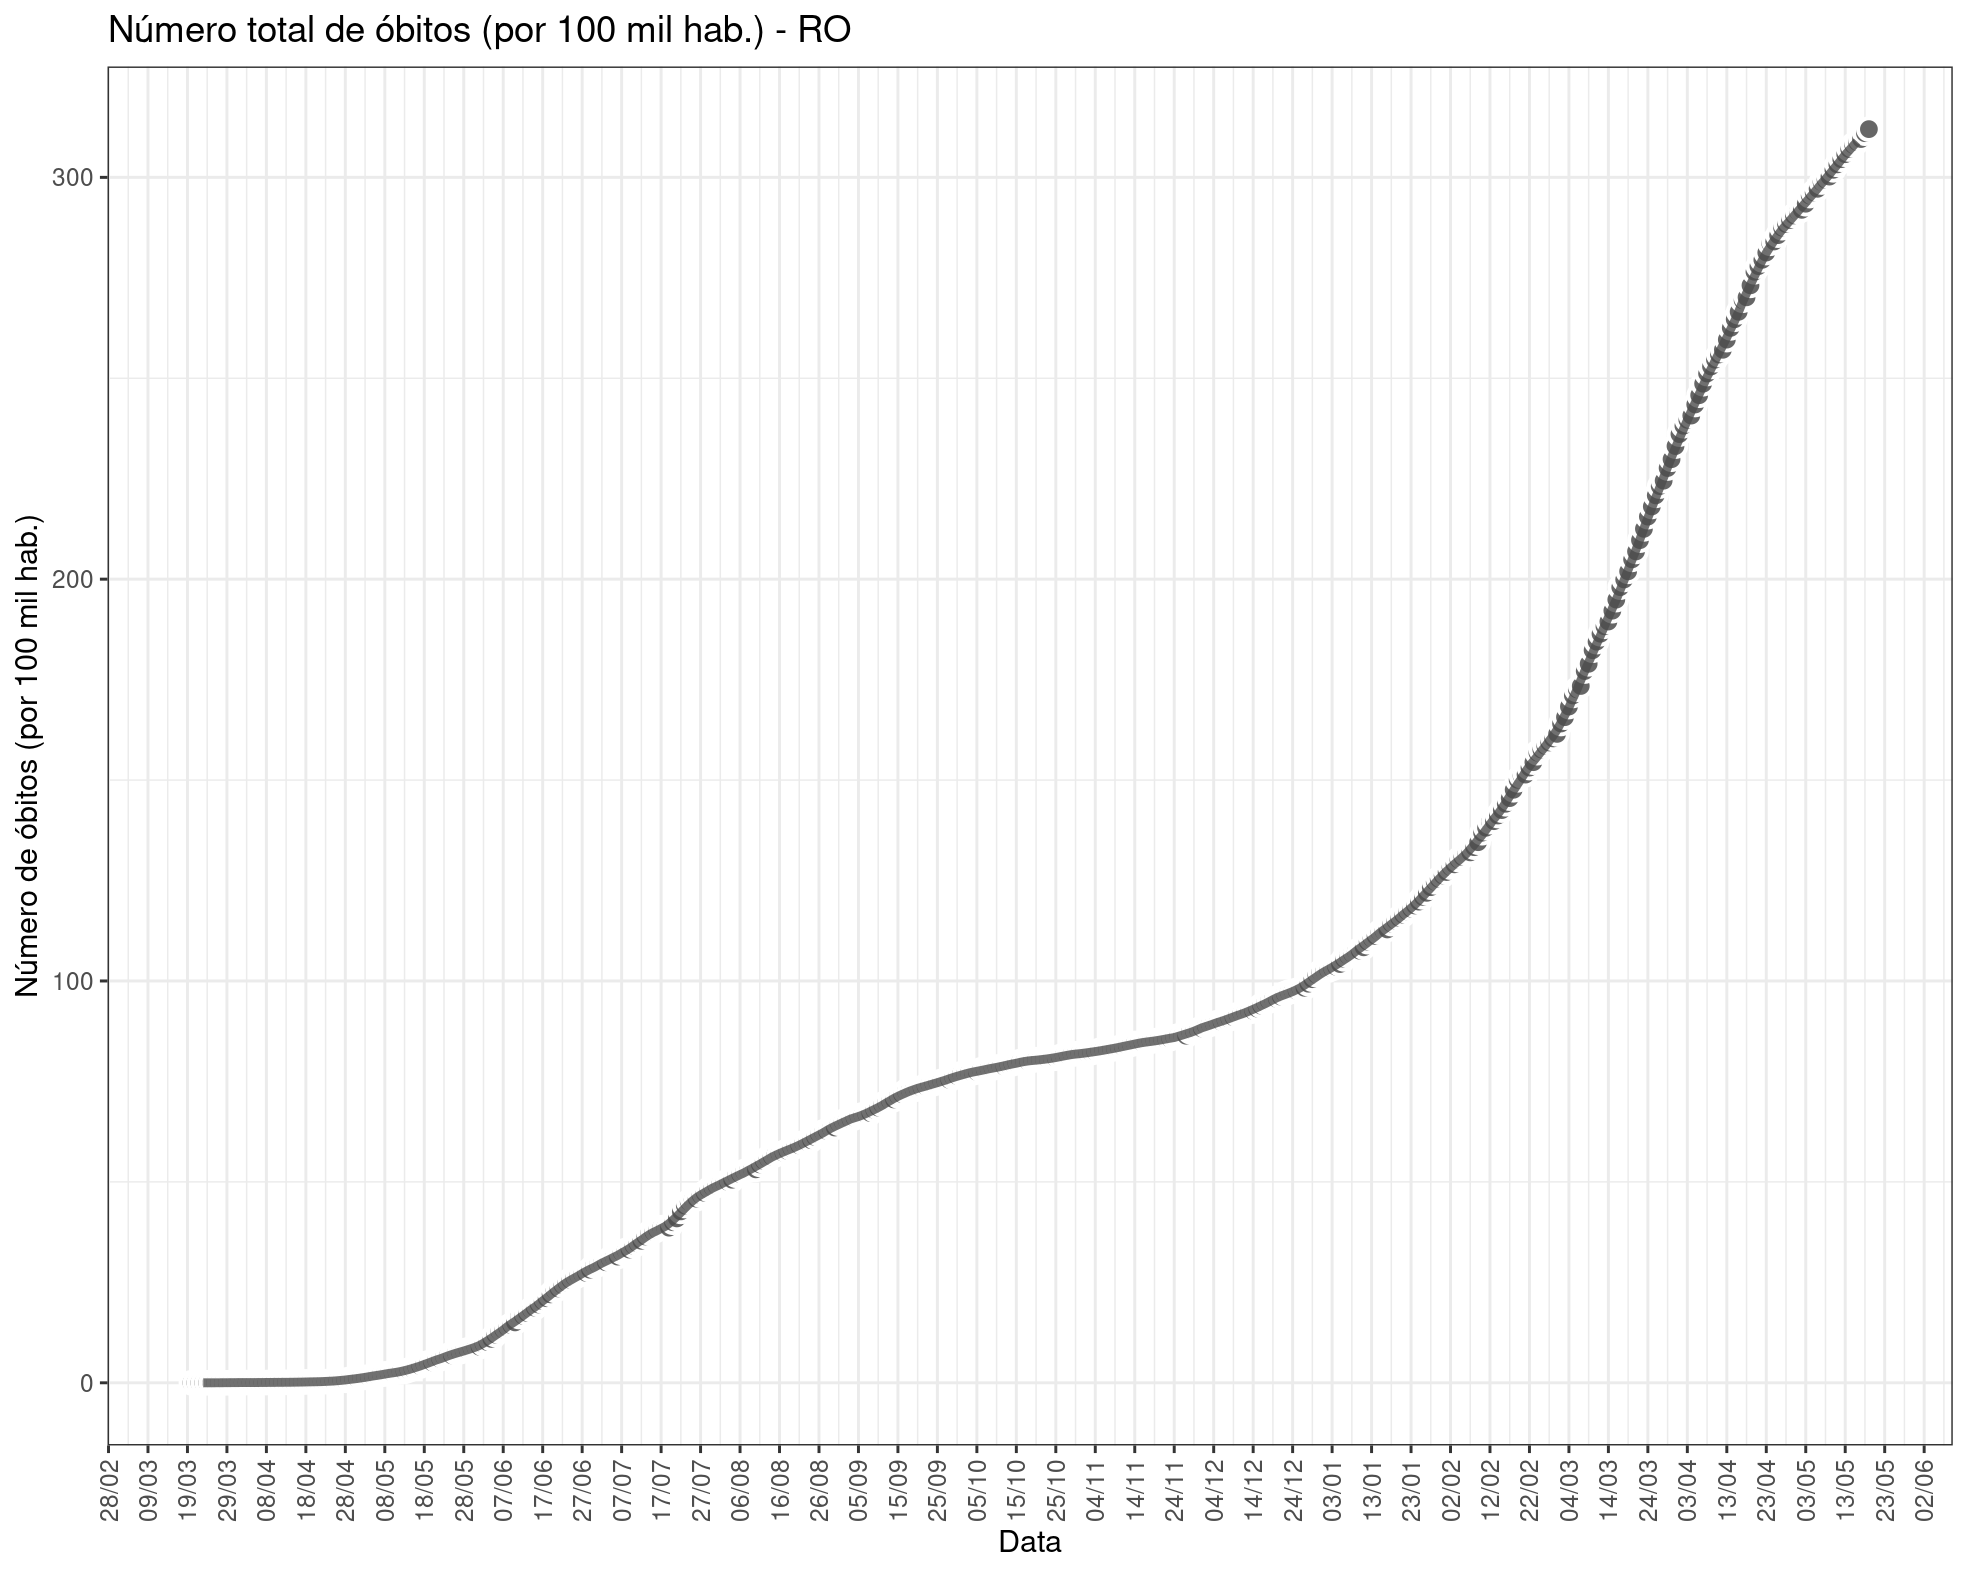 Número total de óbitos (por 100 mil hab.) - RO
Número de óbitos (por 100 mil hab.)
300
200
100
0
28/02 09/03 19/03 29/03 08/04 18/04 28/04 08/05 18/05 28/05 07/06 17/06 27/06 07/07 17/07 27/07 06/08 16/08 26/08 05/09 15/09 25/09 05/10 15/10 25/10 04/11 14/11 24/11 04/12 14/12 24/12 03/01 13/01 23/01 02/02 12/02 22/02 04/03 14/03 24/03 03/04 13/04 23/04 03/05 13/05 23/05 02/06
Data